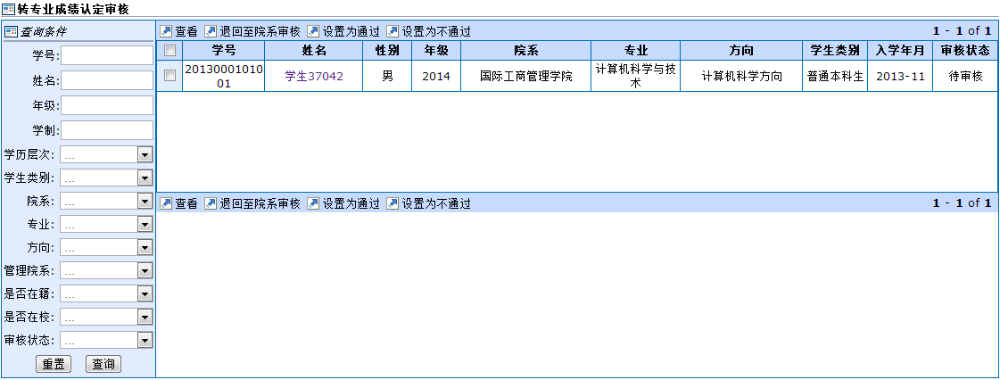 转专业成绩认定审核
查询条件
学号:
姓名:
年级:
学制:
学历层次: ...
学生类别: ...
院系: ...
专业: ...
方向: ...
管理院系: ...
是否在籍: ...
是否在校: ...
审核状态: ...
重置 查询
查看 退回至院系审核 设置为通过 设置为不通过 1 - 1 of 1
学号 姓名 性别 年级 院系 专业 方向 学生类别 入学年月 审核状态
20130001010
01
学生37042 男 2014 国际工商管理学院
计算机科学与技
术
计算机科学方向 普通本科生 2013-11 待审核
查看 退回至院系审核 设置为通过 设置为不通过 1 - 1 of 1